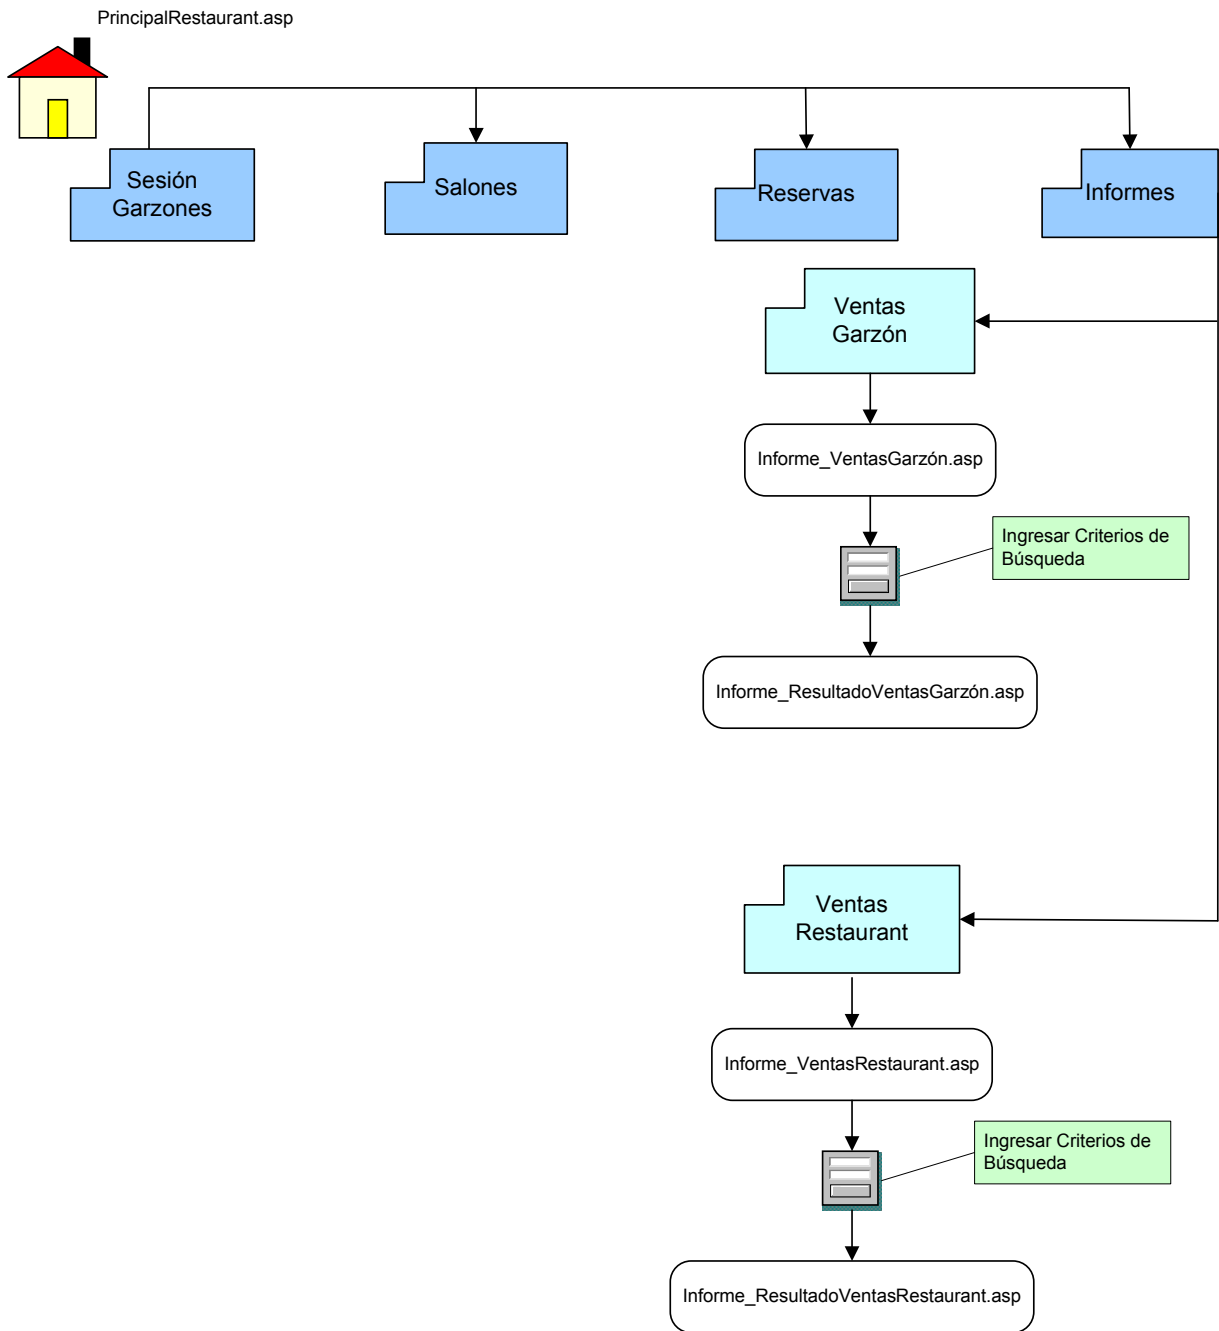 PrincipalRestaurant.asp
Sesión
Garzones
Salones
Reservas
Informes
Ventas
Garzón
Informe_VentasGarzón.asp
Ingresar Criterios de
Búsqueda
Informe_ResultadoVentasGarzón.asp
Ventas
Restaurant
Informe_VentasRestaurant.asp
Ingresar Criterios de
Búsqueda
Informe_ResultadoVentasRestaurant.asp